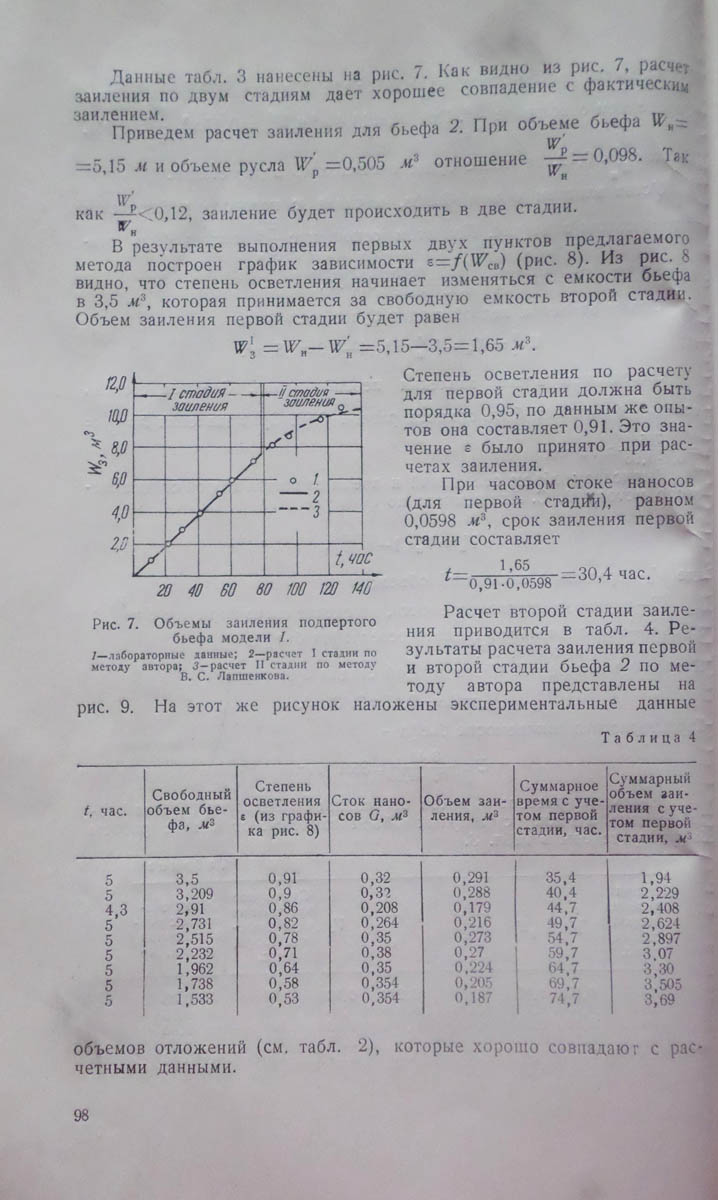 Данные табл. 3 нанесены на рис. 7. Как видно из рис. 7, расчет
заиления по двум стадиям дает хорошее совпадение с фактическим
заилением.
Приведем расчет заиления для бьефа 2. При объеме бьефа Wн=
=5,15 м и объеме русла W′р =0,505 м³ отношение W′р/Wн = 0,098. Так
как W′р/Wн<0,12, заиление будет происходить в две стадии.
В результате выполнения первых двух пунктов предлагаемого
метода построен график зависимости ε=f(Wсв) (рис. 8). Из рис. 8
видно, что степень осветления начинает изменяться с емкости бьефа
в 3,5 м³, которая принимается за свободную емкость второй стадии.
Объем заиления первой стадии будет равен
W¹з = Wн— W′н =5,15—3,5=1,65 м³.
12,0
10,0
8,0
6,0
4,0
2,0
Wз, м³
I стадия
заиления
II стадия
заиления
1
2
3
t, час
20 40 60 80 100 120 140
Рис. 7. Объемы заиления подпертого
бьефа модели 1.
1—лабораторные данные; 2—расчет I стадии по
методу автора; 3—расчет II стадии по методу
В. С. Лапшенкова.
Степень осветления по расчету
для первой стадии должна быть
порядка 0,95, по данным же опы-
тов она составляет 0,91. Это зна-
чение ε было принято при рас-
четах заиления.
При часовом стоке наносов
(для первой стадии), равном
0,0598 м³, срок заиления первой
стадии составляет
t= 1,65/0,91·0,0598 =30,4 час.
Расчет второй стадии заиле-
ния приводится в табл. 4. Ре-
зультаты расчета заиления первой
и второй стадии бьефа 2 по ме-
тоду автора представлены на
рис. 9. На этот же рисунок наложены экспериментальные данные
Таблица 4
t, час.
Свободный
объем бье-
фа, м³
Степень
осветления
ε (из графи-
ка рис. 8)
Сток нано-
сов G, м³
Объем заи-
ления, м³
Суммарное
время с уче-
том первой
стадии, час.
Суммарный
объем заи-
ления с уче-
том первой
стадии, м³
5 3,5 0,91 0,32 0,291 35,4 1,94
5 3,209 0,9 0,32 0,288 40,4 2,229
4,3 2,91 0,86 0,208 0,179 44,7 2,408
5 2,731 0,82 0,264 0,216 49,7 2,624
5 2,515 0,78 0,35 0,273 54,7 2,897
5 2,232 0,71 0,38 0,27 59,7 3,07
5 1,962 0,64 0,35 0,224 64,7 3,30
5 1,738 0,58 0,354 0,205 69,7 3,505
5 1,533 0,53 0,354 0,187 74,7 3,69
объемов отложений (см. табл. 2), которые хорошо совпадают с рас-
четными данными.
98